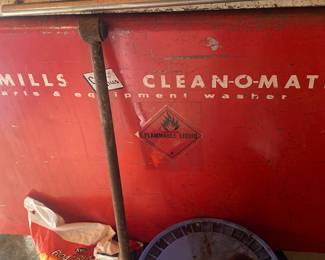 MILLS CLEAN-O-MAT
arts & equipment washer
FLAMMABLE LIQUID